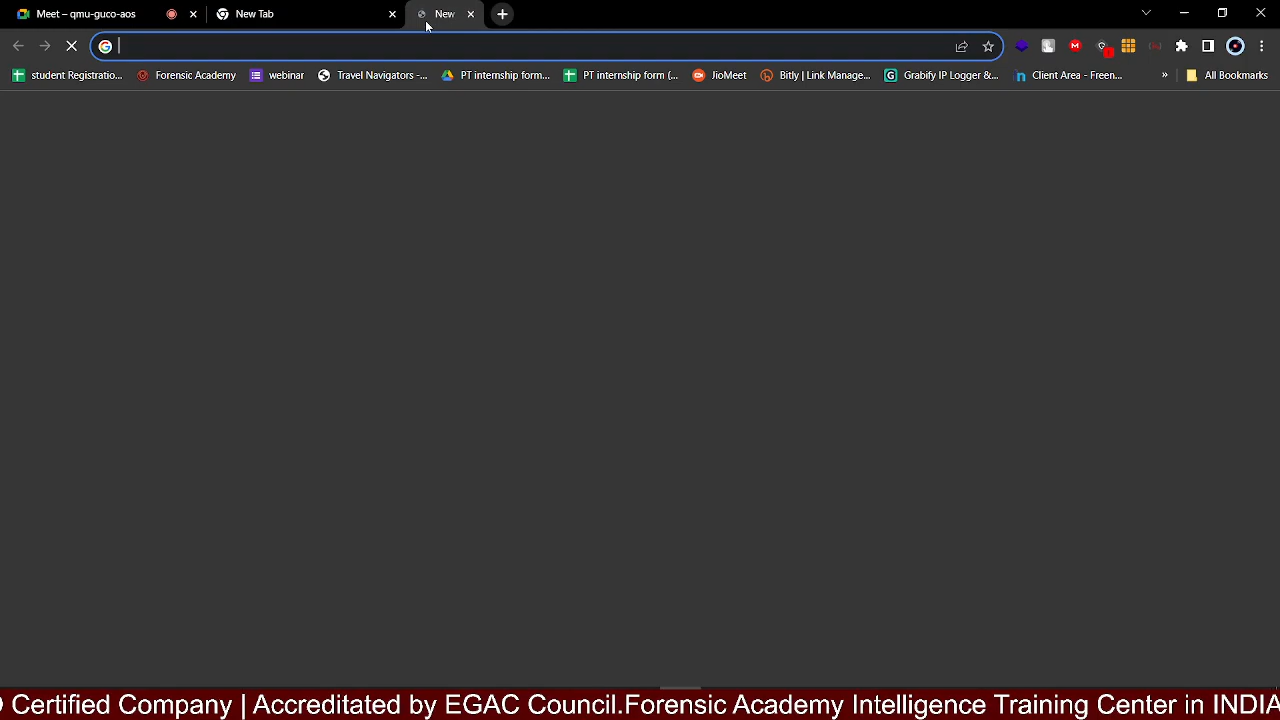 Meet – qmu-guco-aos New Tab New
student Registratio... Forensic Academy webinar Travel Navigators -... PT internship form... PT internship form (... JioMeet Bitly | Link Manage... Grabify IP Logger &... Client Area - Freen... » All Bookmarks
Certified Company | Accreditated by EGAC Council.Forensic Academy Intelligence Training Center in INDIA